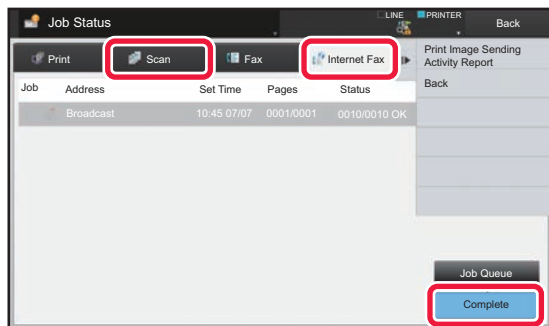 Job Status
LINE
PRINTER
Back
Print
Scan
Fax
Internet Fax
Print Image Sending
Activity Report
Back
Job Address Set Time Pages Status
Broadcast 10:45 07/07 0001/0001 0010/0010 OK
Job Queue
Complete